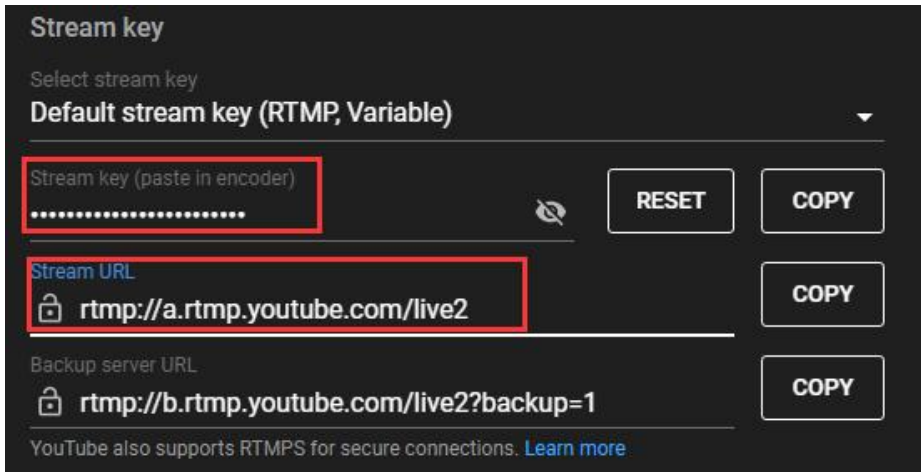 Stream key
Select stream key
Default stream key (RTMP, Variable)
Stream key (paste in encoder)
••••••••••••••••••••••••
RESET
COPY
Stream URL
rtmp://a.rtmp.youtube.com/live2
COPY
Backup server URL
rtmp://b.rtmp.youtube.com/live2?backup=1
COPY
YouTube also supports RTMPS for secure connections. Learn more